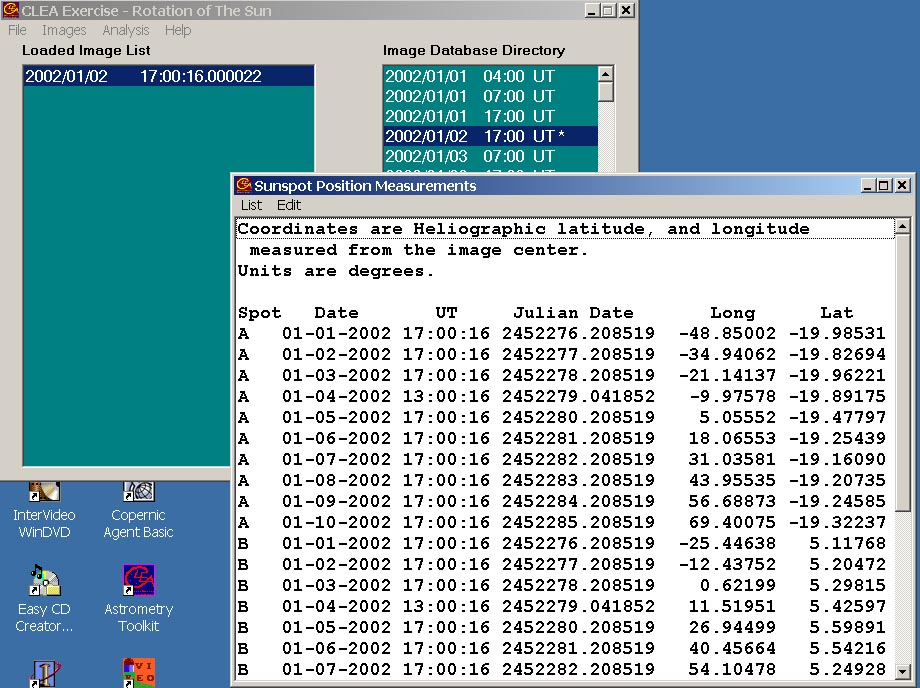 CLEA Exercise - Rotation of The Sun
File Images Analysis Help
Loaded Image List
2002/01/02 17:00:16.000022
Image Database Directory
2002/01/01 04:00 UT
2002/01/01 07:00 UT
2002/01/01 17:00 UT
2002/01/02 17:00 UT *
2002/01/03 07:00 UT
Sunspot Position Measurements
List Edit
Coordinates are Heliographic latitude, and longitude
measured from the image center.
Units are degrees.
Spot Date UT Julian Date Long Lat
A 01-01-2002 17:00:16 2452276.208519 -48.85002 -19.98531
A 01-02-2002 17:00:16 2452277.208519 -34.94062 -19.82694
A 01-03-2002 17:00:16 2452278.208519 -21.14137 -19.96221
A 01-04-2002 13:00:16 2452279.041852 -9.97578 -19.89175
A 01-05-2002 17:00:16 2452280.208519 5.05552 -19.47797
A 01-06-2002 17:00:16 2452281.208519 18.06553 -19.25439
A 01-07-2002 17:00:16 2452282.208519 31.03581 -19.16090
A 01-08-2002 17:00:16 2452283.208519 43.95535 -19.20735
A 01-09-2002 17:00:16 2452284.208519 56.68873 -19.24585
A 01-10-2002 17:00:16 2452285.208519 69.40075 -19.32237
B 01-01-2002 17:00:16 2452276.208519 -25.44638 5.11768
B 01-02-2002 17:00:16 2452277.208519 -12.43752 5.20472
B 01-03-2002 17:00:16 2452278.208519 0.62199 5.29815
B 01-04-2002 13:00:16 2452279.041852 11.51951 5.42597
B 01-05-2002 17:00:16 2452280.208519 26.94499 5.59891
B 01-06-2002 17:00:16 2452281.208519 40.45664 5.54216
B 01-07-2002 17:00:16 2452282.208519 54.10478 5.24928
InterVideo
WinDVD
Copernic
Agent Basic
Easy CD
Creator...
Astrometry
Toolkit
VI
EO